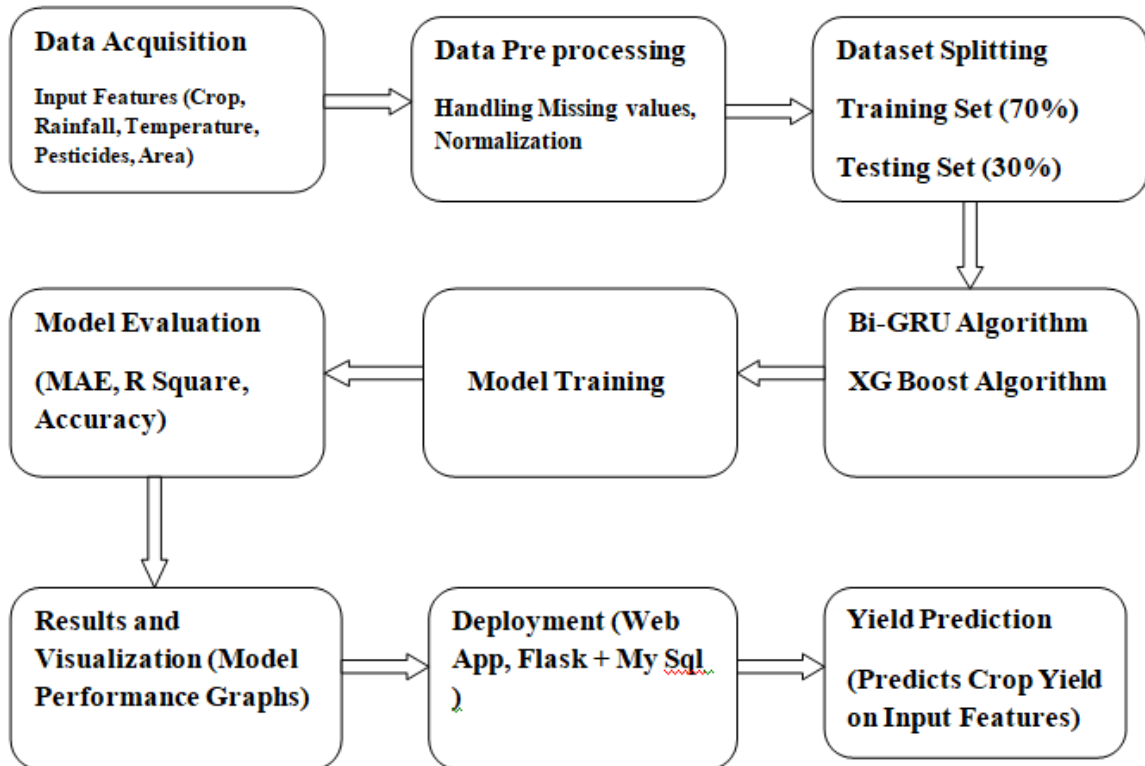 Data Acquisition
Input Features (Crop,
Rainfall, Temperature,
Pesticides, Area)
Data Pre processing
Handling Missing values,
Normalization
Dataset Splitting
Training Set (70%)
Testing Set (30%)
Bi-GRU Algorithm
XG Boost Algorithm
Model Training
Model Evaluation
(MAE, R Square,
Accuracy)
Results and
Visualization (Model
Performance Graphs)
Deployment (Web
App, Flask + My Sql
)
Yield Prediction
(Predicts Crop Yield
on Input Features)